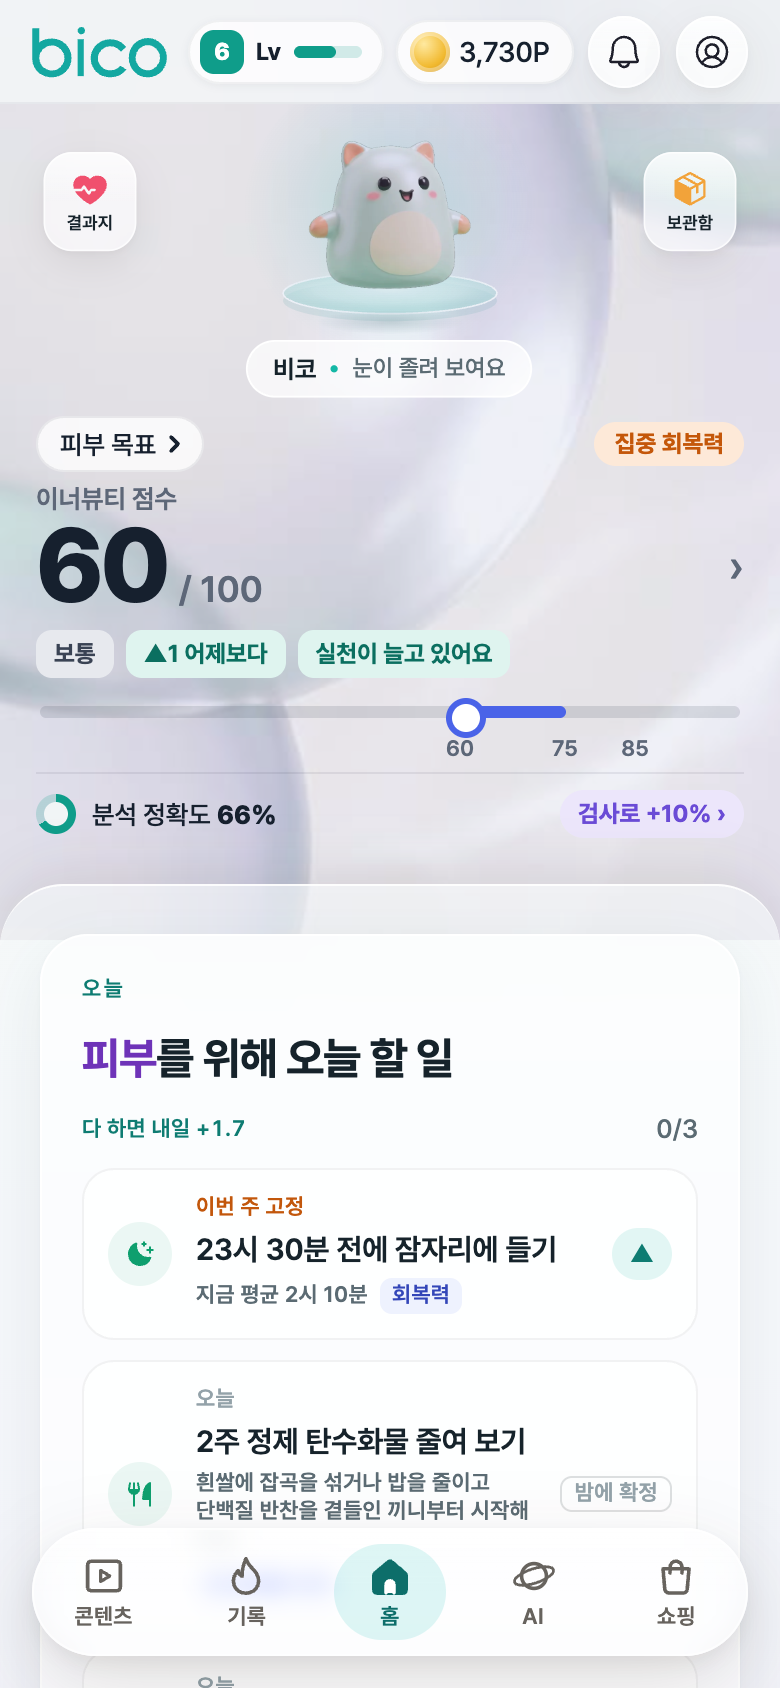 bico
6 Lv
3,730P
결과지
보관함
비코 • 눈이 졸려 보여요
피부 목표 >
집중 회복력
이너뷰티 점수
60 / 100 ›
보통 ▲1 어제보다 실천이 늘고 있어요
60 75 85
분석 정확도 66%
검사로 +10% ›
오늘
피부를 위해 오늘 할 일
다 하면 내일 +1.7
0/3
이번 주 고정
23시 30분 전에 잠자리에 들기
지금 평균 2시 10분 회복력
오늘
2주 정제 탄수화물 줄여 보기
흰쌀에 잡곡을 섞거나 밥을 줄이고
단백질 반찬을 곁들인 끼니부터 시작해
밤에 확정
콘텐츠 기록 홈 AI 쇼핑
오늘